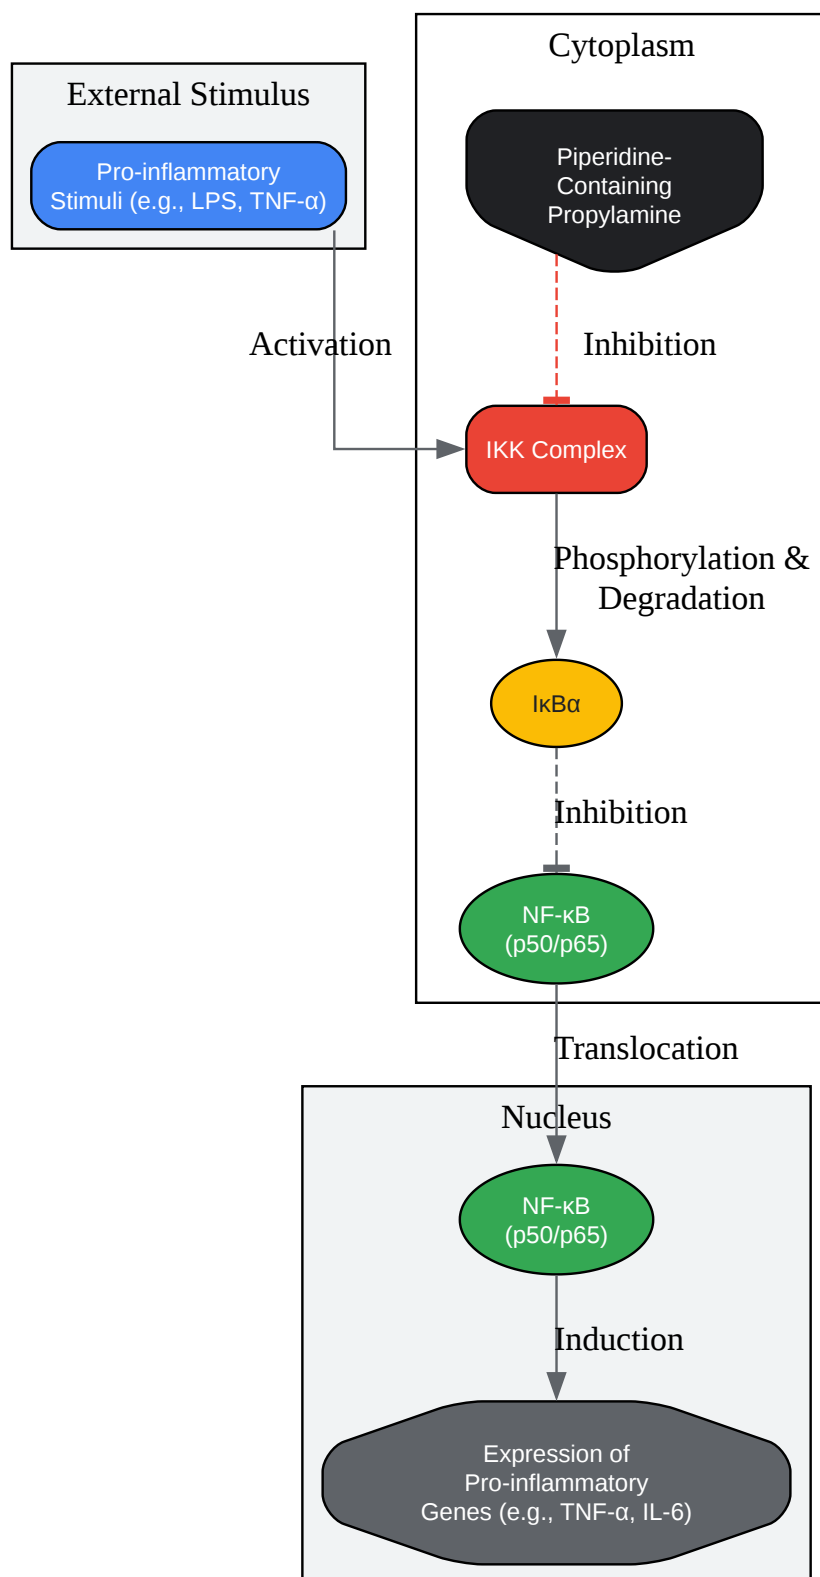 Cytoplasm
External Stimulus
Pro-inflammatory
Stimuli (e.g., LPS, TNF-α)
Piperidine-
Containing
Propylamine
Activation
Inhibition
IKK Complex
Phosphorylation &
Degradation
IκBα
Inhibition
NF-κB
(p50/p65)
Translocation
Nucleus
NF-κB
(p50/p65)
Induction
Expression of
Pro-inflammatory
Genes (e.g., TNF-α, IL-6)